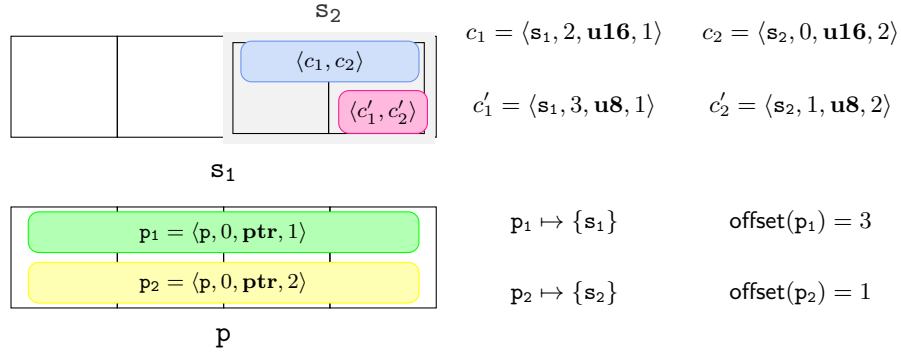 s₂
⟨c₁, c₂⟩
⟨c′₁, c′₂⟩
s₁
c₁ = ⟨s₁, 2, u16, 1⟩ c₂ = ⟨s₂, 0, u16, 2⟩
c′₁ = ⟨s₁, 3, u8, 1⟩ c′₂ = ⟨s₂, 1, u8, 2⟩
p₁ = ⟨p, 0, ptr, 1⟩
p₂ = ⟨p, 0, ptr, 2⟩
p
p₁ ↦ {s₁} offset(p₁) = 3
p₂ ↦ {s₂} offset(p₂) = 1